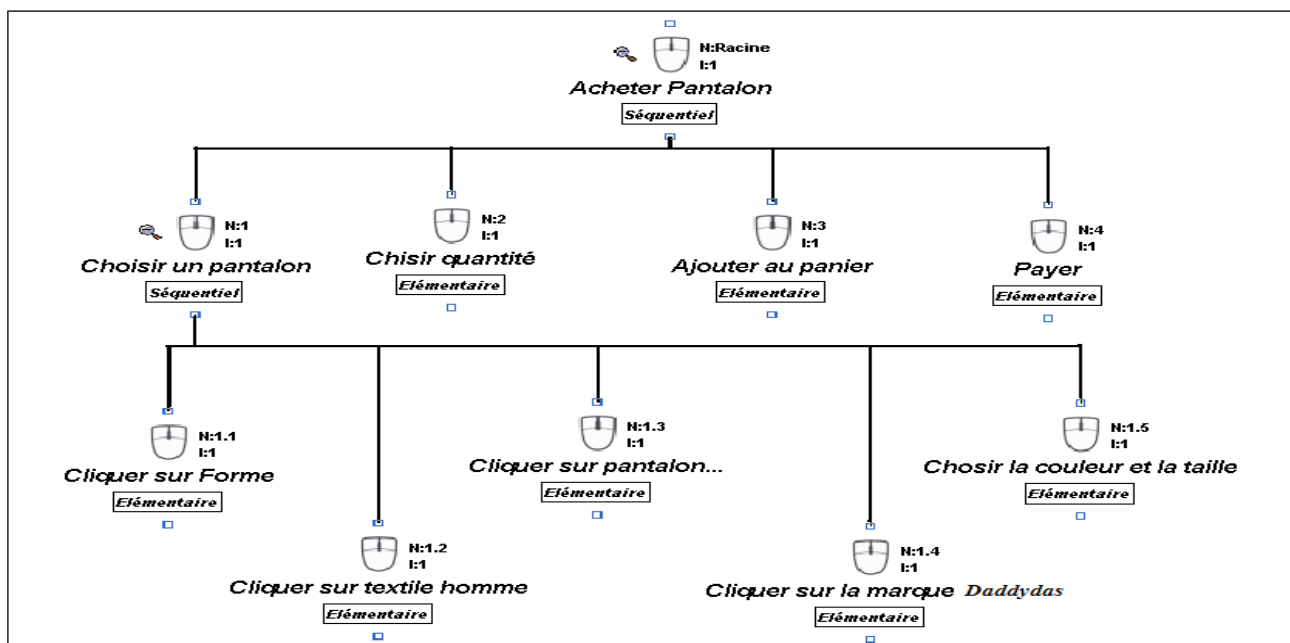 N:Racine
I:1
Acheter Pantalon
Séquentiel
N:1
I:1
Choisir un pantalon
Séquentiel
N:2
I:1
Chisir quantité
Elémentaire
N:3
I:1
Ajouter au panier
Elémentaire
N:4
I:1
Payer
Elémentaire
N:1.1
I:1
Cliquer sur Forme
Elémentaire
N:1.2
I:1
Cliquer sur textile homme
Elémentaire
N:1.3
I:1
Cliquer sur pantalon...
Elémentaire
N:1.4
I:1
Cliquer sur la marque Daddydas
Elémentaire
N:1.5
I:1
Chosir la couleur et la taille
Elémentaire